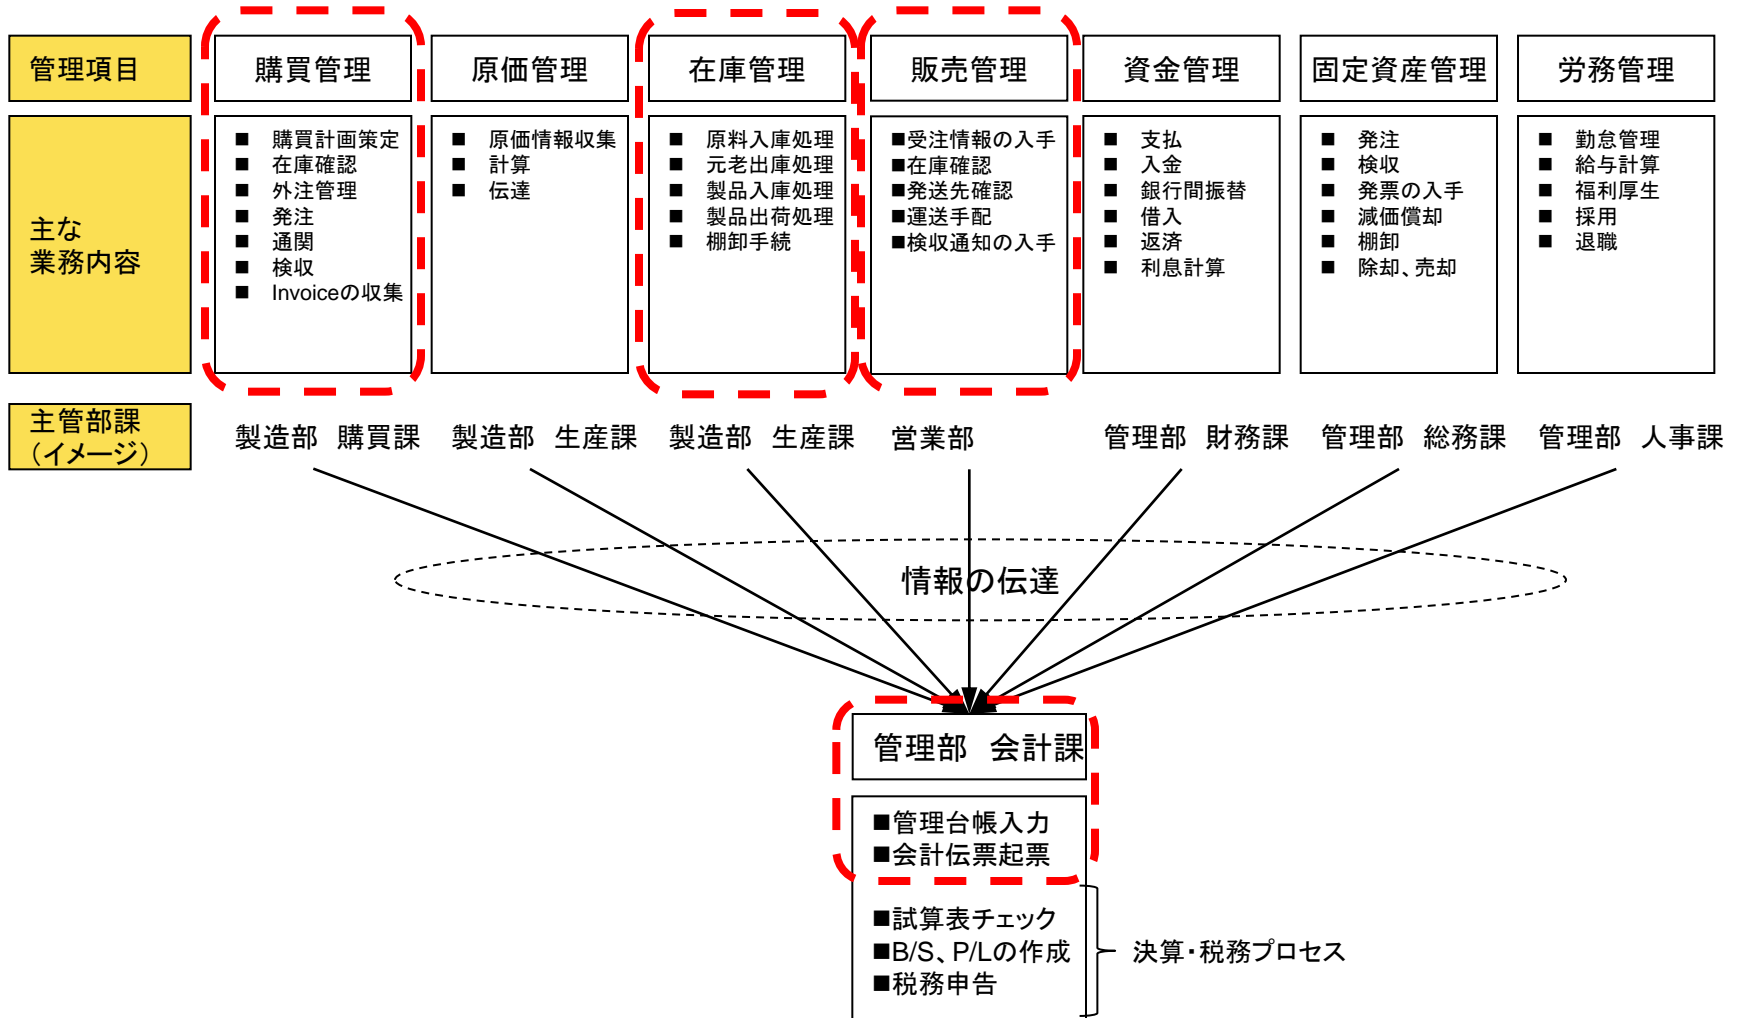 管理項目
購買管理
原価管理
在庫管理
販売管理
資金管理
固定資産管理
労務管理
主な
業務内容
■ 購買計画策定
■ 在庫確認
■ 外注管理
■ 発注
■ 通関
■ 検収
■ Invoiceの収集
■ 原価情報収集
■ 計算
■ 伝達
■ 原料入庫処理
■ 元老出庫処理
■ 製品入庫処理
■ 製品出荷処理
■ 棚卸手続
■受注情報の入手
■在庫確認
■発送先確認
■運送手配
■検収通知の入手
■ 支払
■ 入金
■ 銀行間振替
■ 借入
■ 返済
■ 利息計算
■ 発注
■ 検収
■ 発票の入手
■ 減価償却
■ 棚卸
■ 除却、売却
■ 勤怠管理
■ 給与計算
■ 福利厚生
■ 採用
■ 退職
主管部課
（イメージ）
製造部　購買課
製造部　生産課
製造部　生産課
営業部
管理部　財務課
管理部　総務課
管理部　人事課
情報の伝達
管理部　会計課
■管理台帳入力
■会計伝票起票
■試算表チェック
■B/S、P/Lの作成
■税務申告
決算・税務プロセス